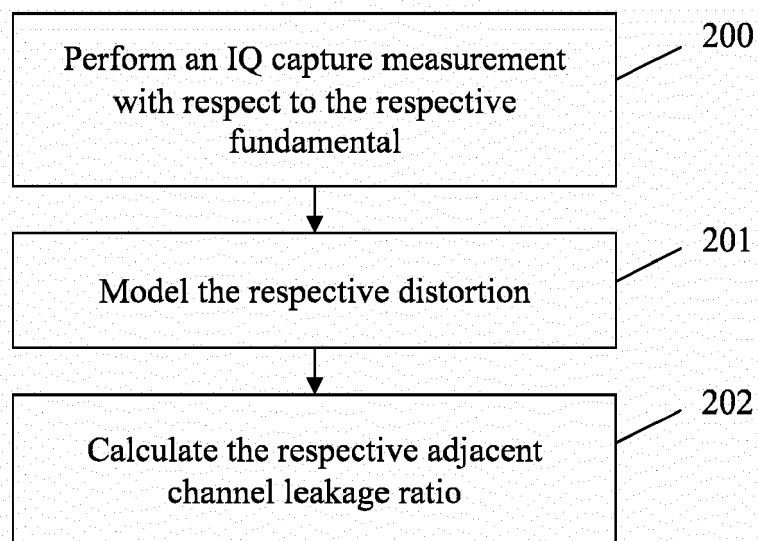 Perform an IQ capture measurement
with respect to the respective
fundamental
200
Model the respective distortion
201
Calculate the respective adjacent
channel leakage ratio
202